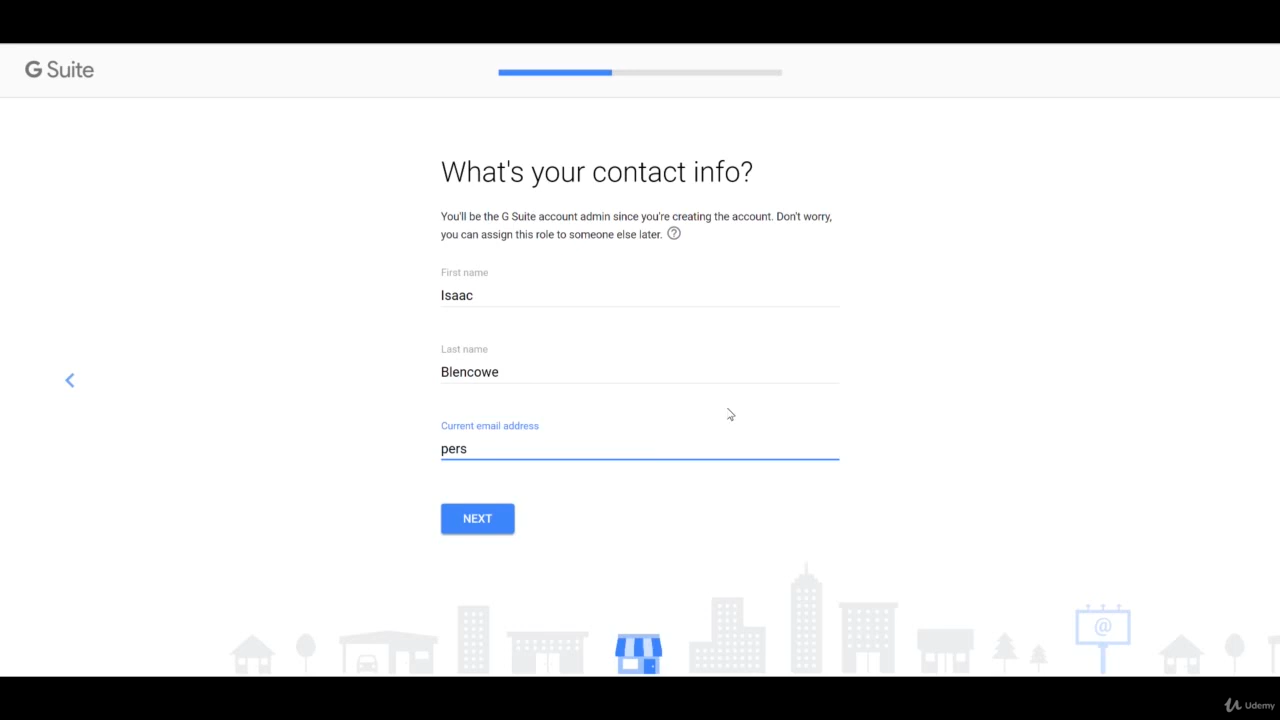 G Suite
What's your contact info?
You'll be the G Suite account admin since you're creating the account. Don't worry,
you can assign this role to someone else later. ?
First name
Isaac
Last name
Blencowe
Current email address
pers
NEXT
@
Udemy